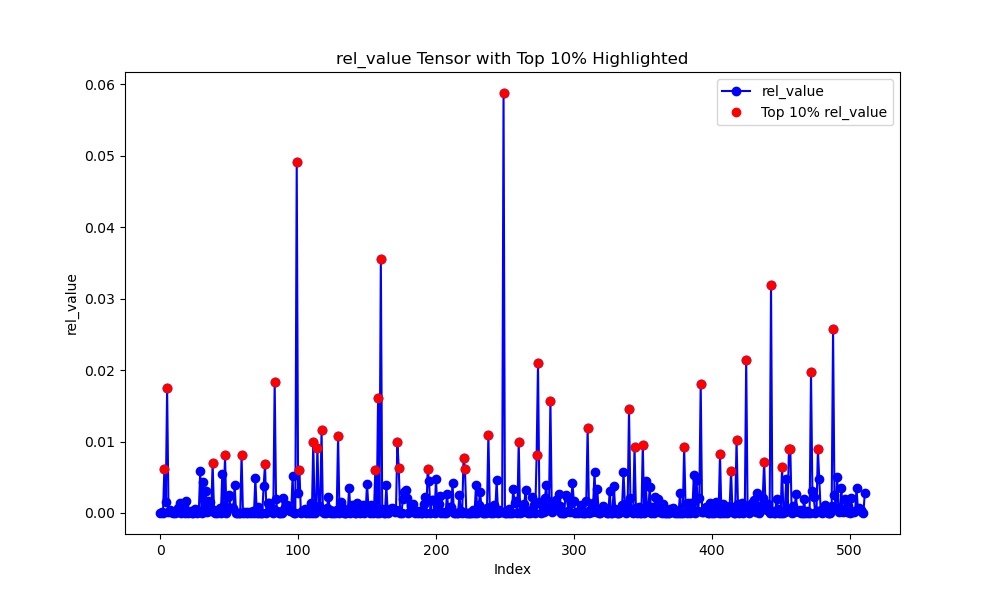 rel_value Tensor with Top 10% Highlighted
rel_value
Top 10% rel_value
0.06
0.05
0.04
0.03
0.02
0.01
0.00
rel_value
0 100 200 300 400 500
Index